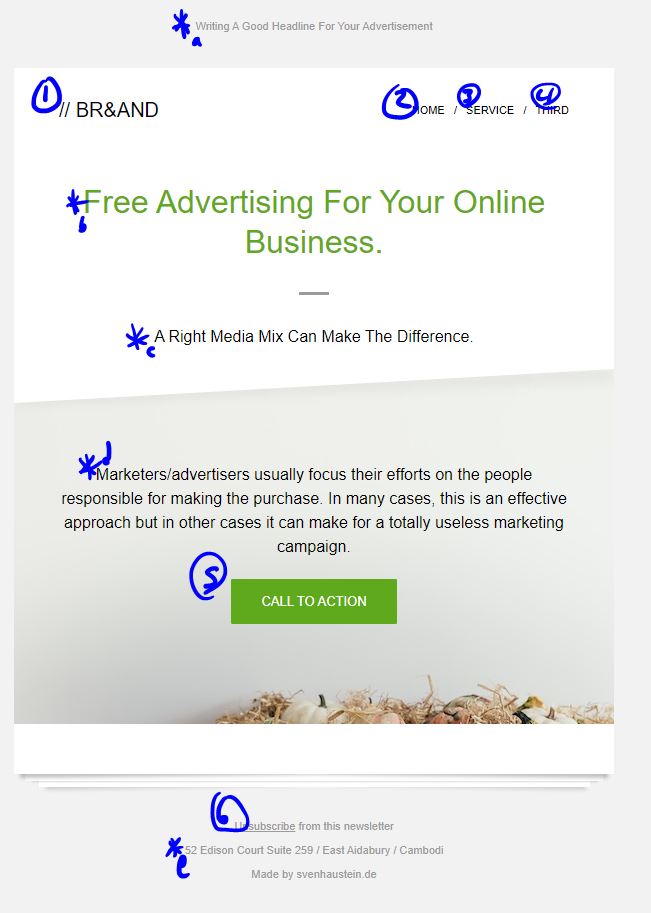 * Writing A Good Headline For Your Advertisement
a
1 // BR&AND 2 HOME / 3 SERVICE / 4 THIRD
* Free Advertising For Your Online
b
Business.
* A Right Media Mix Can Make The Difference.
c
* d
Marketers/advertisers usually focus their efforts on the people
responsible for making the purchase. In many cases, this is an effective
approach but in other cases it can make for a totally useless marketing
campaign.
5 CALL TO ACTION
6 Unsubscribe from this newsletter
* 52 Edison Court Suite 259 / East Aidabury / Cambodi
e
Made by svenhaustein.de